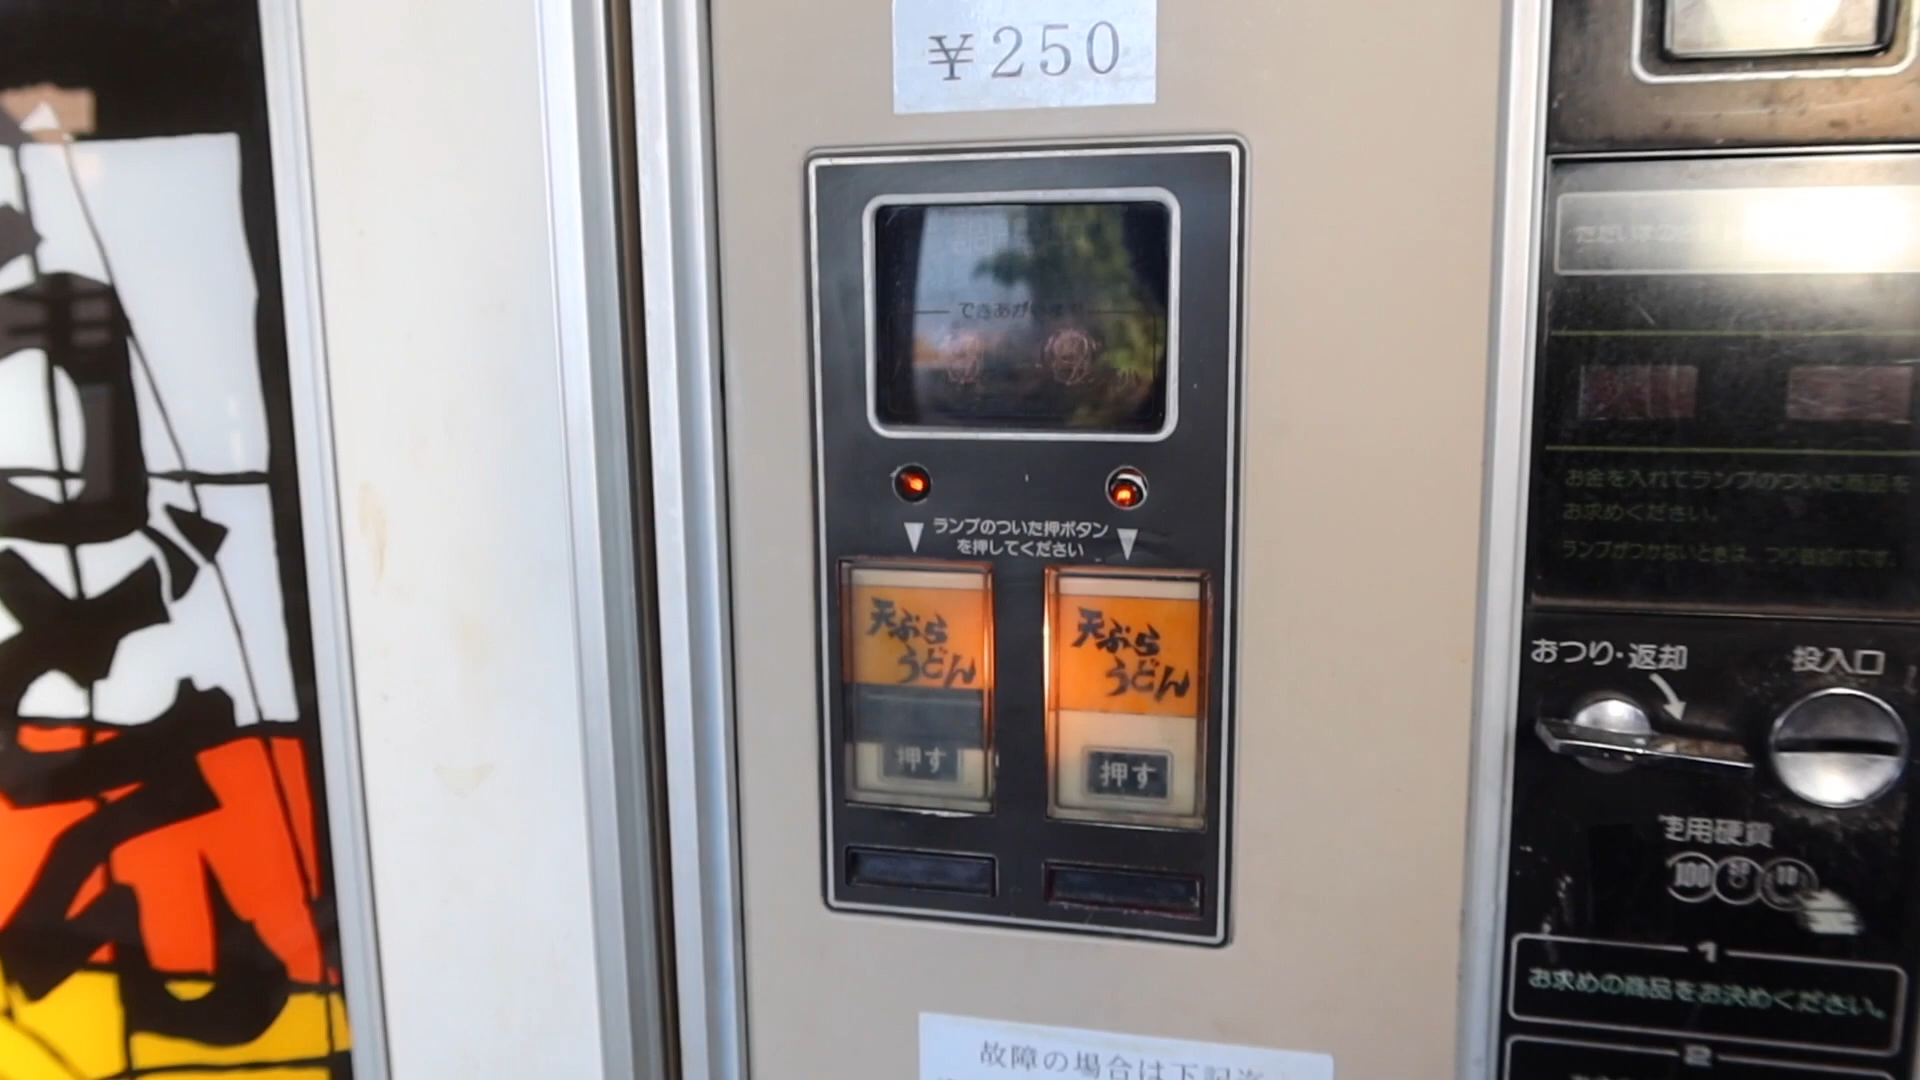 ¥250
できあがります
ランプのついた押ボタン
を押してください
天ぷら
うどん
押す
天ぷら
うどん
押す
お金を入れてランプのついた商品を
お求めください。
ランプがつかないときは、つり銭切れです。
おつり・返却
投入口
使用硬貨
100 50 10
1
お求めの商品をお決めください。
2
故障の場合は下記迄